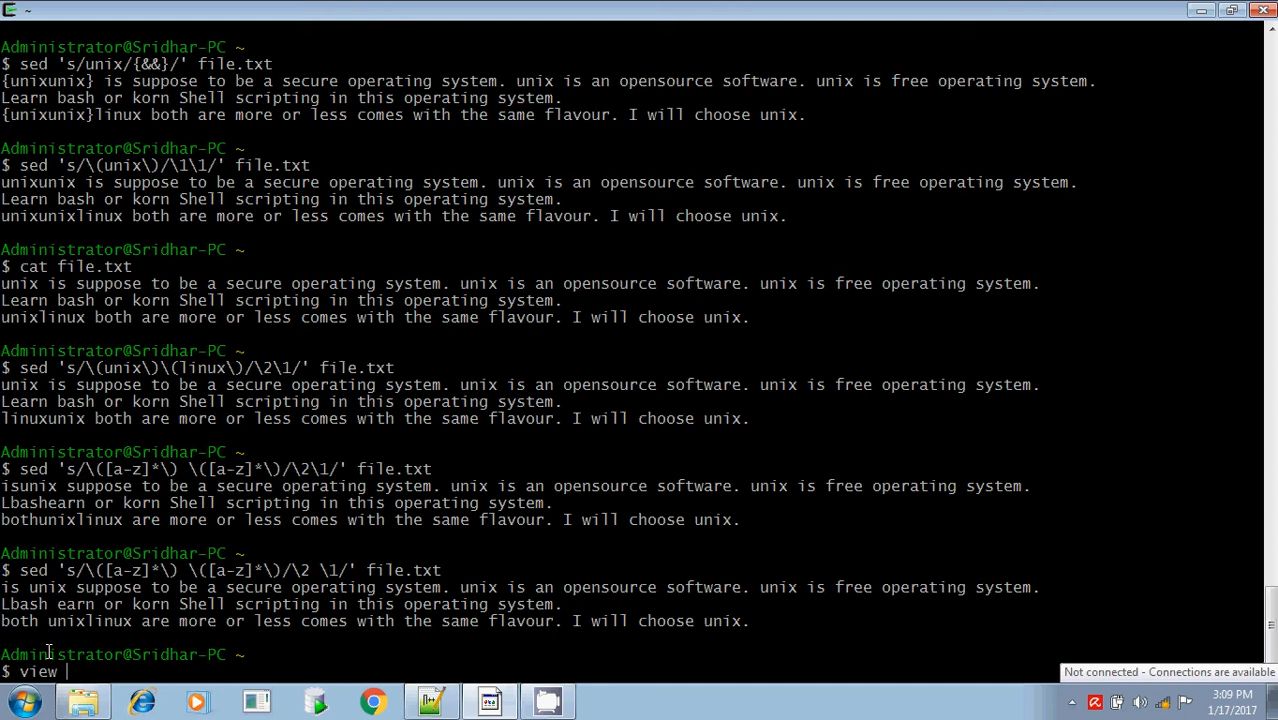 ~
Administrator@Sridhar-PC ~
$ sed 's/unix/{&&}/' file.txt
{unixunix} is suppose to be a secure operating system. unix is an opensource software. unix is free operating system.
Learn bash or korn Shell scripting in this operating system.
{unixunix}linux both are more or less comes with the same flavour. I will choose unix.
Administrator@Sridhar-PC ~
$ sed 's/\(unix\)/\1\1/' file.txt
unixunix is suppose to be a secure operating system. unix is an opensource software. unix is free operating system.
Learn bash or korn Shell scripting in this operating system.
unixunixlinux both are more or less comes with the same flavour. I will choose unix.
Administrator@Sridhar-PC ~
$ cat file.txt
unix is suppose to be a secure operating system. unix is an opensource software. unix is free operating system.
Learn bash or korn Shell scripting in this operating system.
unixlinux both are more or less comes with the same flavour. I will choose unix.
Administrator@Sridhar-PC ~
$ sed 's/\(unix\)\(linux\)/\2\1/' file.txt
unix is suppose to be a secure operating system. unix is an opensource software. unix is free operating system.
Learn bash or korn Shell scripting in this operating system.
linuxunix both are more or less comes with the same flavour. I will choose unix.
Administrator@Sridhar-PC ~
$ sed 's/\([a-z]*\) \([a-z]*\)/\2\1/' file.txt
isunix suppose to be a secure operating system. unix is an opensource software. unix is free operating system.
Lbashearn or korn Shell scripting in this operating system.
bothunixlinux are more or less comes with the same flavour. I will choose unix.
Administrator@Sridhar-PC ~
$ sed 's/\([a-z]*\) \([a-z]*\)/\2 \1/' file.txt
is unix suppose to be a secure operating system. unix is an opensource software. unix is free operating system.
Lbash earn or korn Shell scripting in this operating system.
both unixlinux are more or less comes with the same flavour. I will choose unix.
Administrator@Sridhar-PC ~
$ view
Not connected - Connections are available
3:09 PM
1/17/2017